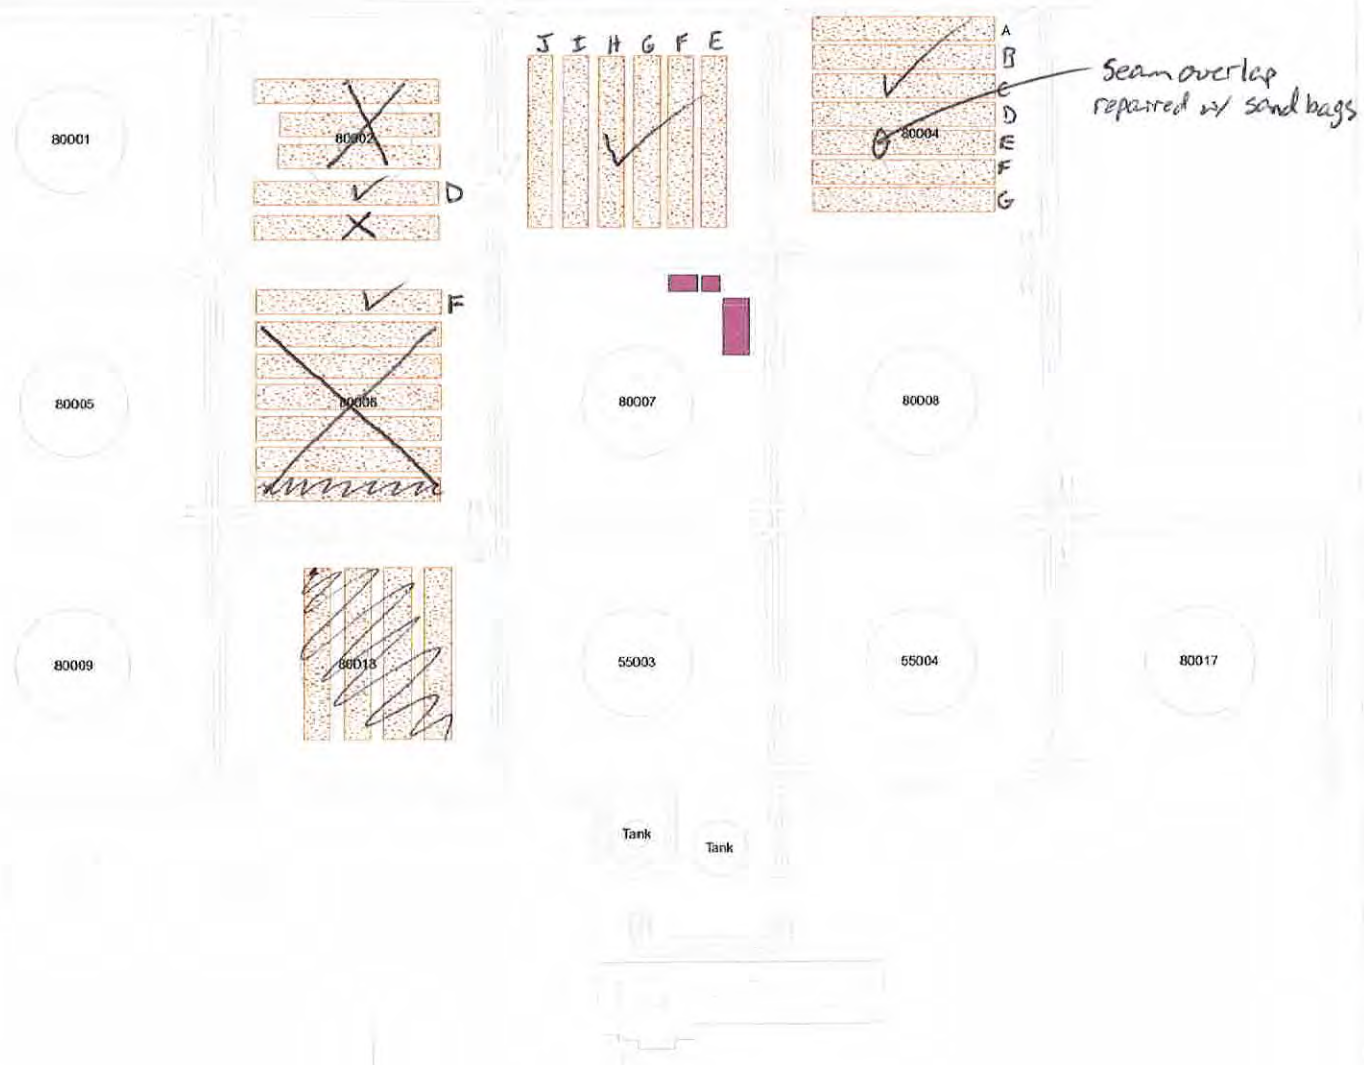 J I H G F E
A
B
C
D
E
F
G
Seam overlap
repaired w/ sand bags
80001
80002
80004
D
F
80005
80006
80007
80008
80009
80013
55003
55004
80017
Tank
Tank